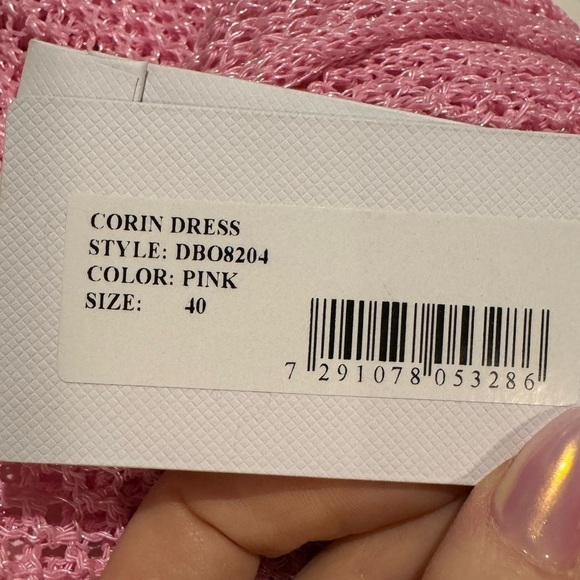 CORIN DRESS
STYLE: DBO8204
COLOR: PINK
SIZE: 40
7 291078 053286